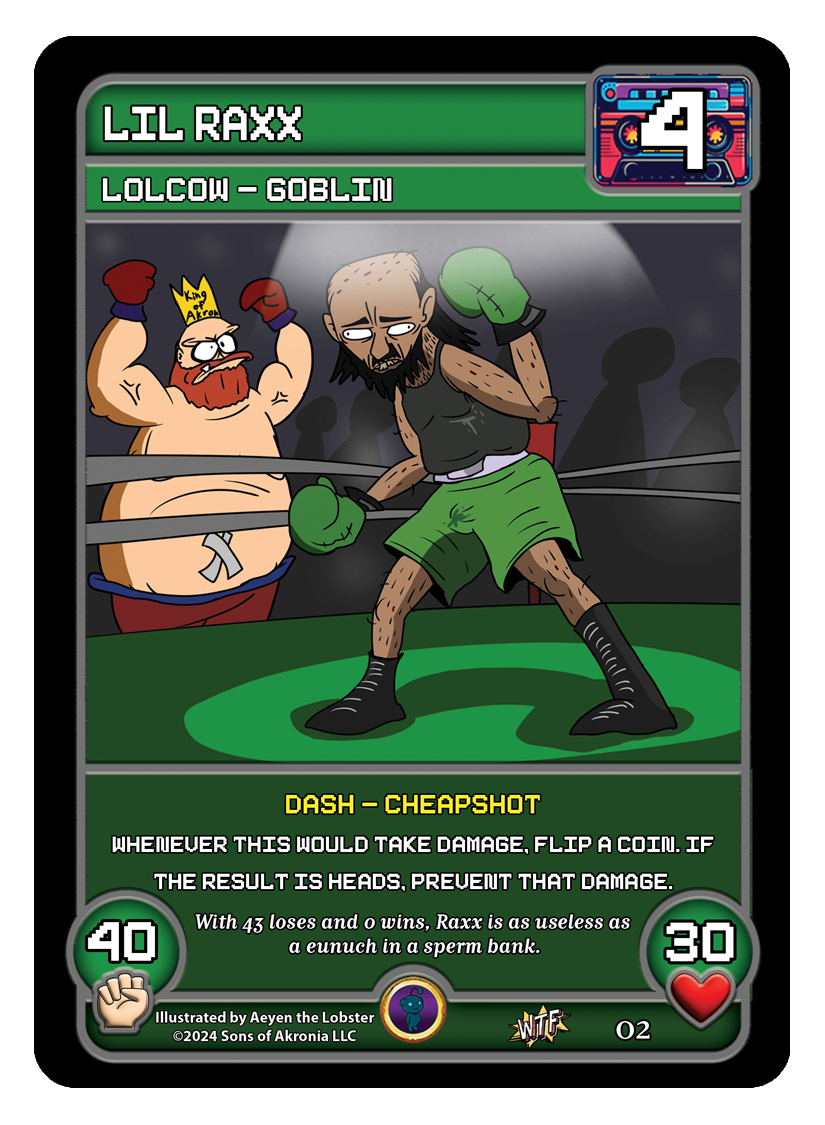 LIL RAXX
4
LOLCOW – GOBLIN
King
of
Akron
DASH – CHEAPSHOT
WHENEVER THIS WOULD TAKE DAMAGE, FLIP A COIN. IF
THE RESULT IS HEADS, PREVENT THAT DAMAGE.
With 43 loses and 0 wins, Raxx is as useless as
a eunuch in a sperm bank.
40
30
Illustrated by Aeyen the Lobster
©2024 Sons of Akronia LLC
WTF
02